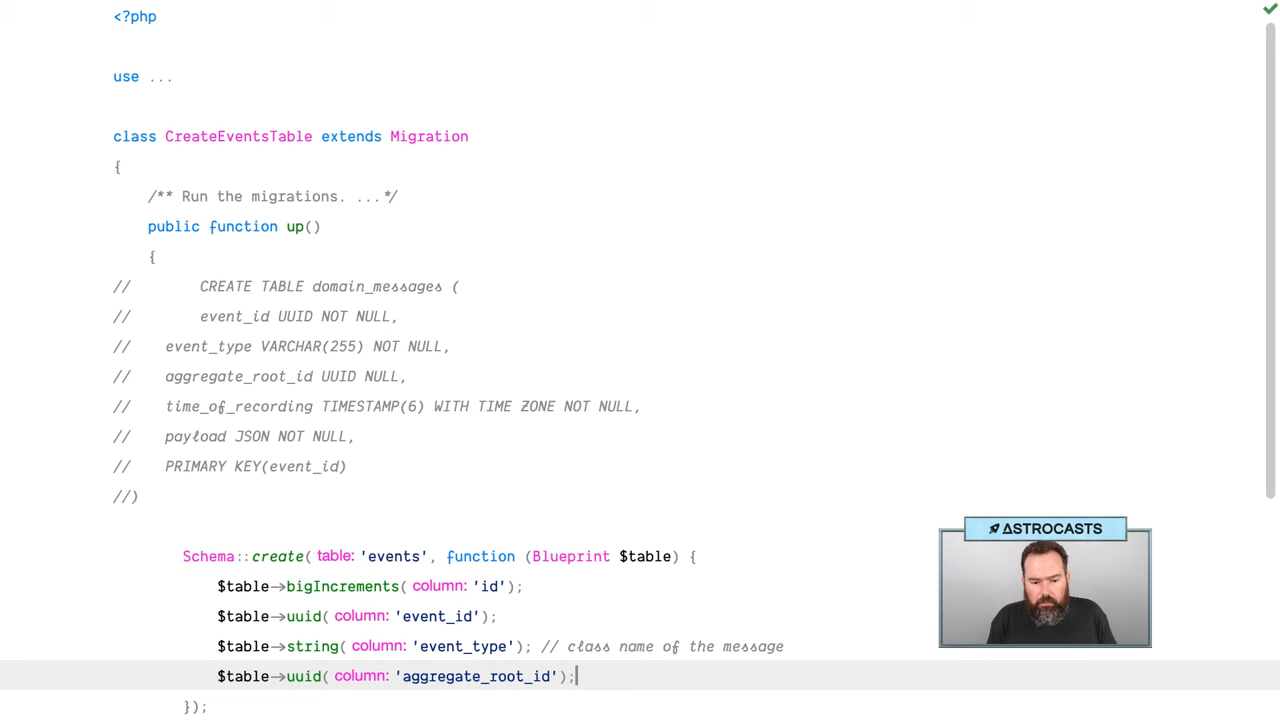 <?php
use ...
class CreateEventsTable extends Migration
{
/** Run the migrations. ...*/
public function up()
{
// CREATE TABLE domain_messages (
// event_id UUID NOT NULL,
// event_type VARCHAR(255) NOT NULL,
// aggregate_root_id UUID NULL,
// time_of_recording TIMESTAMP(6) WITH TIME ZONE NOT NULL,
// payload JSON NOT NULL,
// PRIMARY KEY(event_id)
//)
Schema::create( table: 'events', function (Blueprint $table) {
$table->bigIncrements( column: 'id');
$table->uuid( column: 'event_id');
$table->string( column: 'event_type'); // class name of the message
$table->uuid( column: 'aggregate_root_id');
});
ASTROCASTS